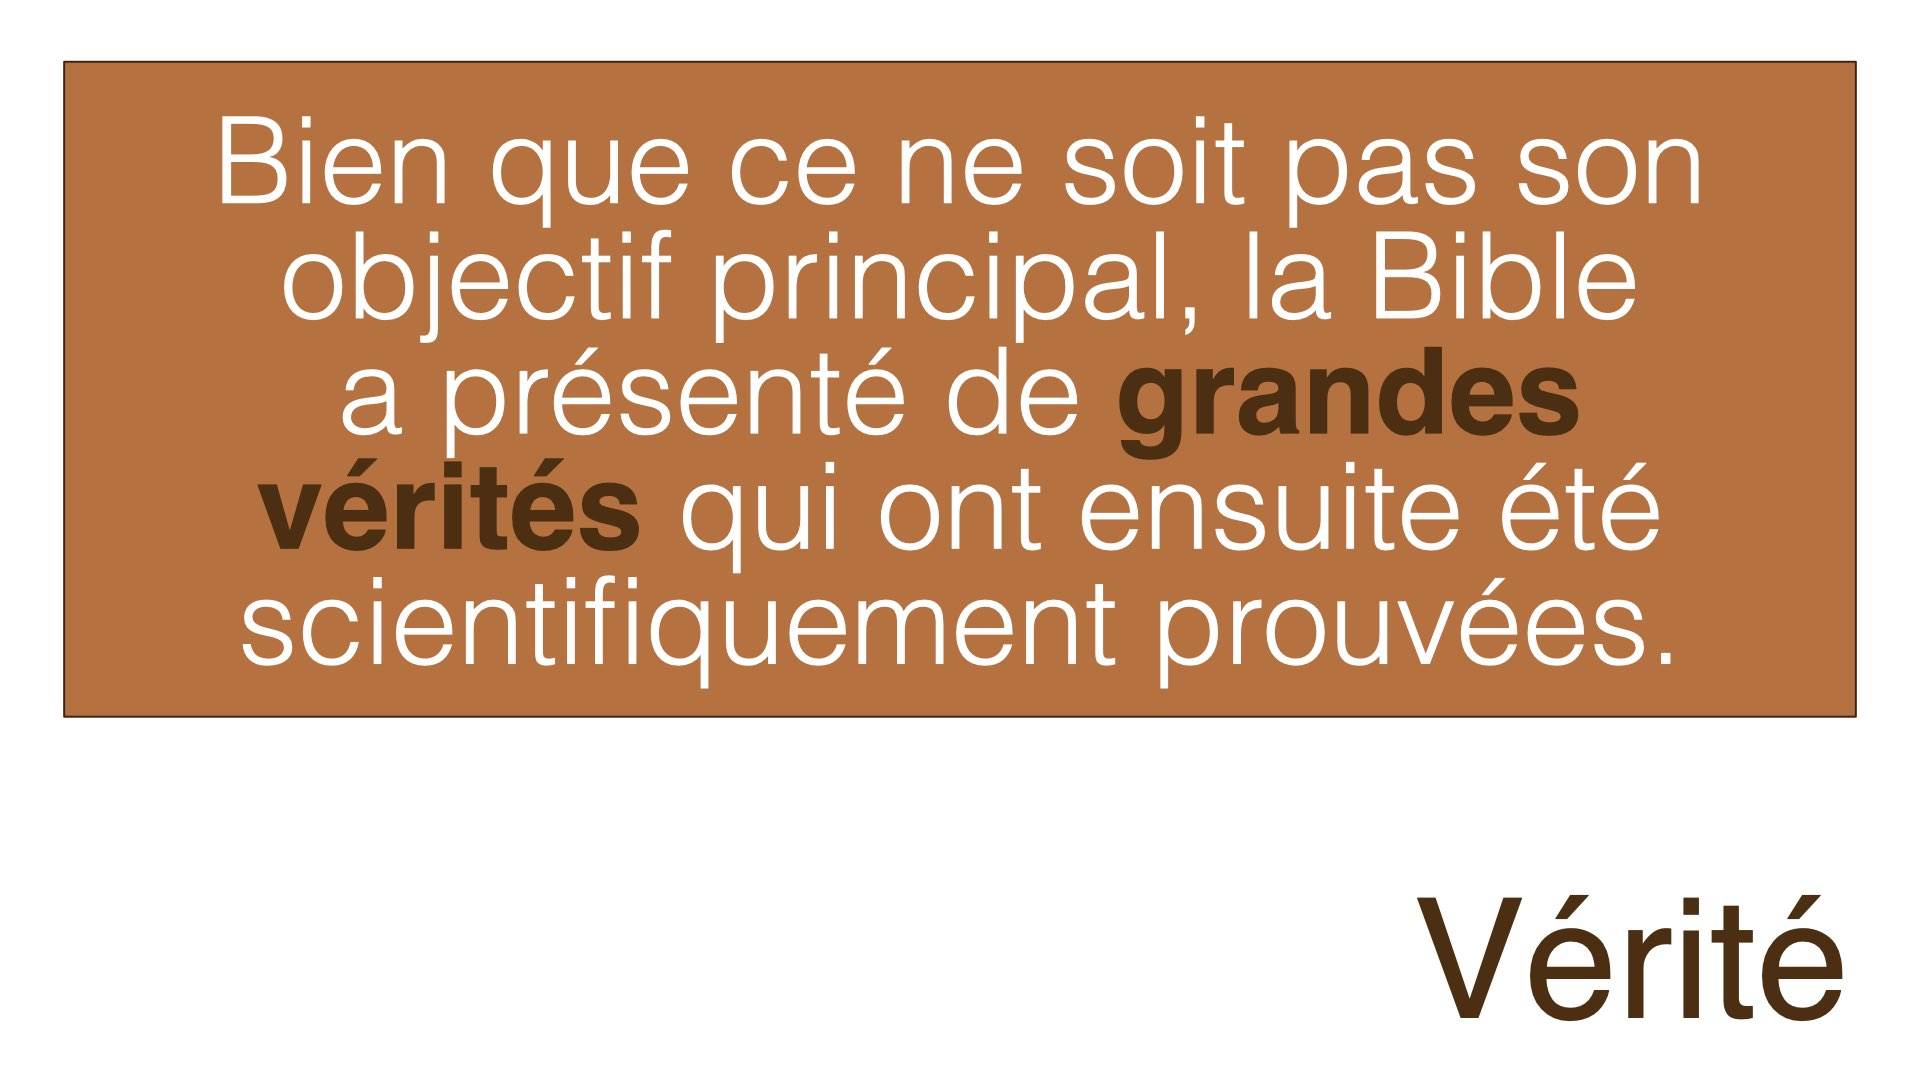 Bien que ce ne soit pas son
objectif principal, la Bible
a présenté de grandes
vérités qui ont ensuite été
scientifiquement prouvées.
Vérité